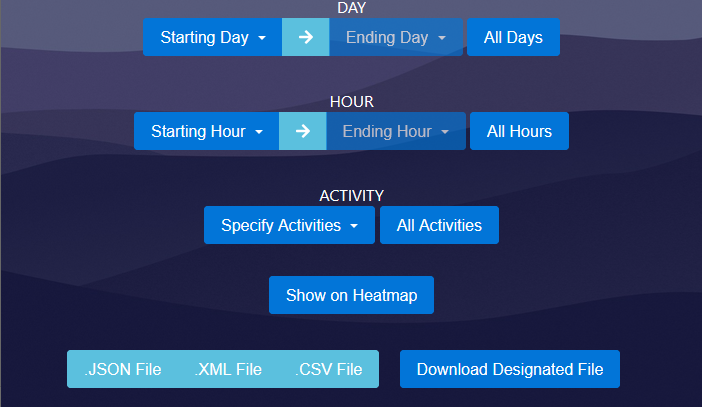 DAY
Starting Day Ending Day All Days
HOUR
Starting Hour Ending Hour All Hours
ACTIVITY
Specify Activities All Activities
Show on Heatmap
.JSON File .XML File .CSV File Download Designated File